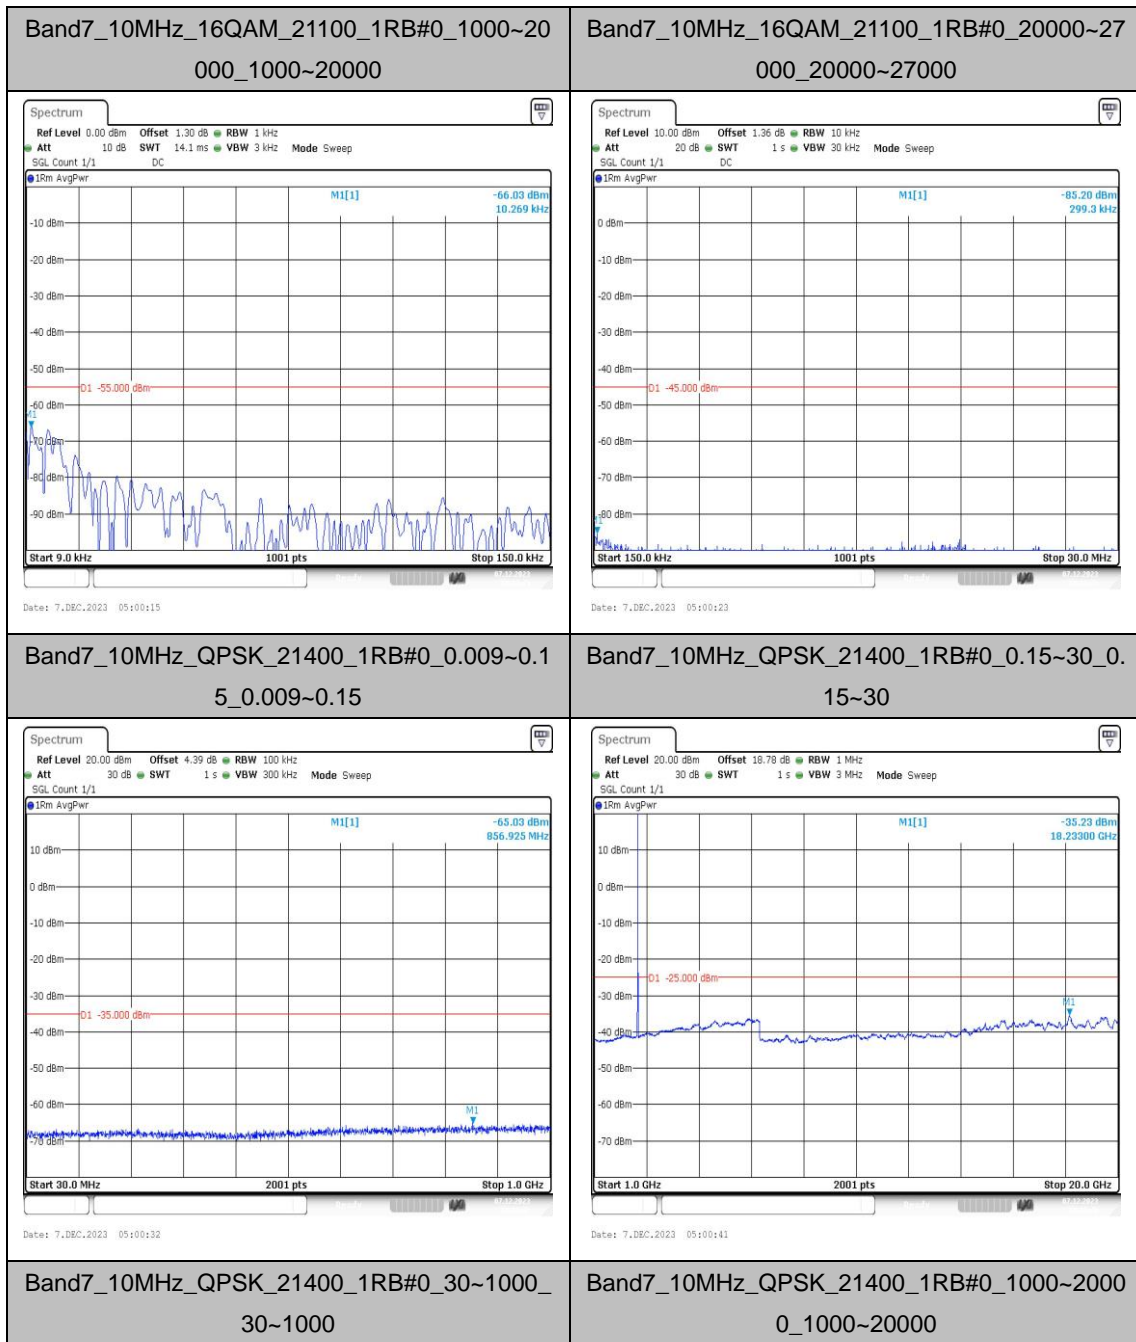 Band7_10MHz_16QAM_21100_1RB#0_1000~20
000_1000~20000
Band7_10MHz_16QAM_21100_1RB#0_20000~27
000_20000~27000
Spectrum
Ref Level 0.00 dBm Offset 1.30 dB RBW 1 kHz
Att 10 dB SWT 14.1 ms VBW 3 kHz Mode Sweep
SGL Count 1/1 DC
1Rm AvgPwr
M1[1] -66.03 dBm
10.269 kHz
-10 dBm
-20 dBm
-30 dBm
-40 dBm
-50 dBm
D1 -55.000 dBm
-60 dBm
M1
-70 dBm
-80 dBm
-90 dBm
Start 9.0 kHz 1001 pts Stop 150.0 kHz
Date: 7.DEC.2023 05:00:15
Spectrum
Ref Level 10.00 dBm Offset 1.36 dB RBW 10 kHz
Att 20 dB SWT 1 s VBW 30 kHz Mode Sweep
SGL Count 1/1 DC
1Rm AvgPwr
M1[1] -85.20 dBm
299.3 kHz
0 dBm
-10 dBm
-20 dBm
-30 dBm
-40 dBm
D1 -45.000 dBm
-50 dBm
-60 dBm
-70 dBm
-80 dBm
Start 150.0 kHz 1001 pts Stop 30.0 MHz
Date: 7.DEC.2023 05:00:23
Band7_10MHz_QPSK_21400_1RB#0_0.009~0.1
5_0.009~0.15
Band7_10MHz_QPSK_21400_1RB#0_0.15~30_0.
15~30
Spectrum
Ref Level 20.00 dBm Offset 4.39 dB RBW 100 kHz
Att 30 dB SWT 1 s VBW 300 kHz Mode Sweep
SGL Count 1/1
1Rm AvgPwr
M1[1] -65.03 dBm
856.925 MHz
10 dBm
0 dBm
-10 dBm
-20 dBm
-30 dBm
D1 -35.000 dBm
-40 dBm
-50 dBm
-60 dBm
M1
-70 dBm
Start 30.0 MHz 2001 pts Stop 1.0 GHz
Date: 7.DEC.2023 05:00:32
Spectrum
Ref Level 20.00 dBm Offset 18.78 dB RBW 1 MHz
Att 30 dB SWT 1 s VBW 3 MHz Mode Sweep
SGL Count 1/1
1Rm AvgPwr
M1[1] -35.23 dBm
18.23300 GHz
10 dBm
0 dBm
-10 dBm
-20 dBm
D1 -25.000 dBm
-30 dBm
M1
-40 dBm
-50 dBm
-60 dBm
-70 dBm
Start 1.0 GHz 2001 pts Stop 20.0 GHz
Date: 7.DEC.2023 05:00:41
Band7_10MHz_QPSK_21400_1RB#0_30~1000_
30~1000
Band7_10MHz_QPSK_21400_1RB#0_1000~2000
0_1000~20000